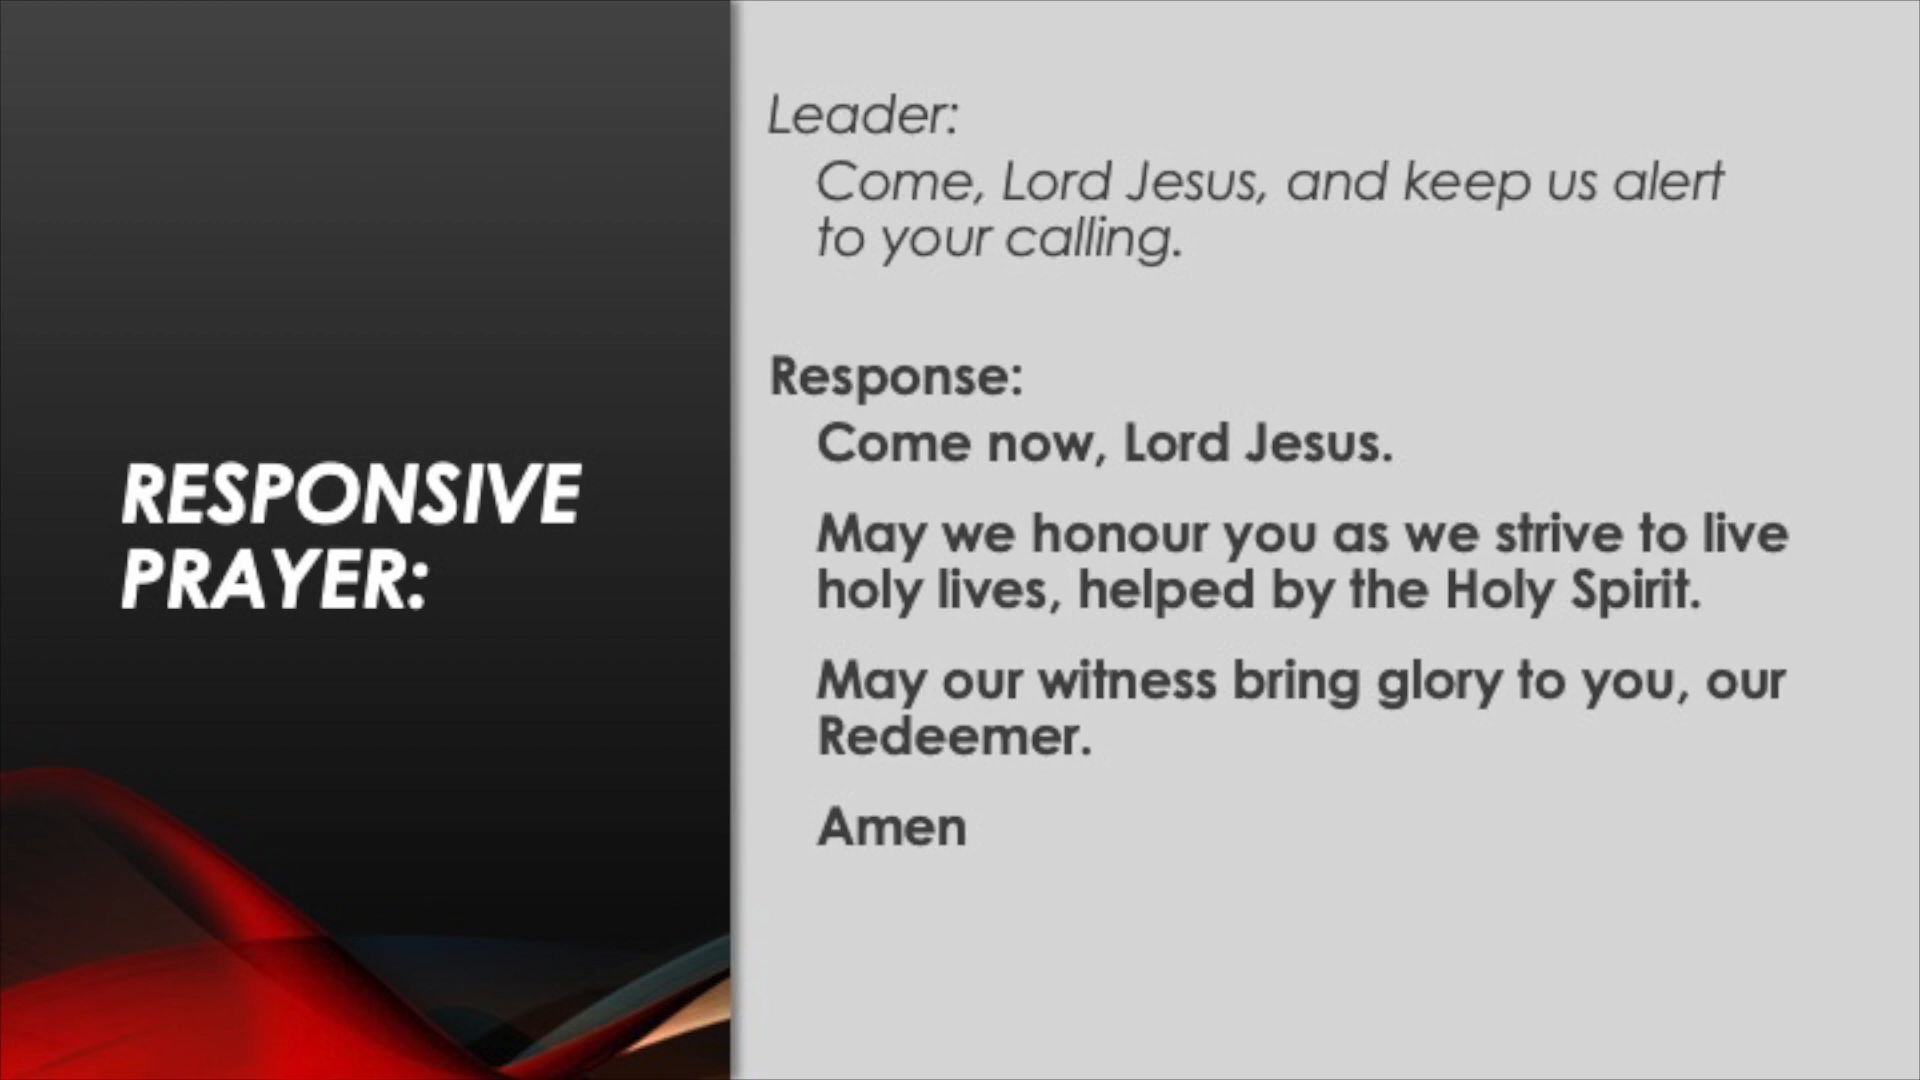 RESPONSIVE
PRAYER:
Leader:
Come, Lord Jesus, and keep us alert
to your calling.
Response:
Come now, Lord Jesus.
May we honour you as we strive to live
holy lives, helped by the Holy Spirit.
May our witness bring glory to you, our
Redeemer.
Amen